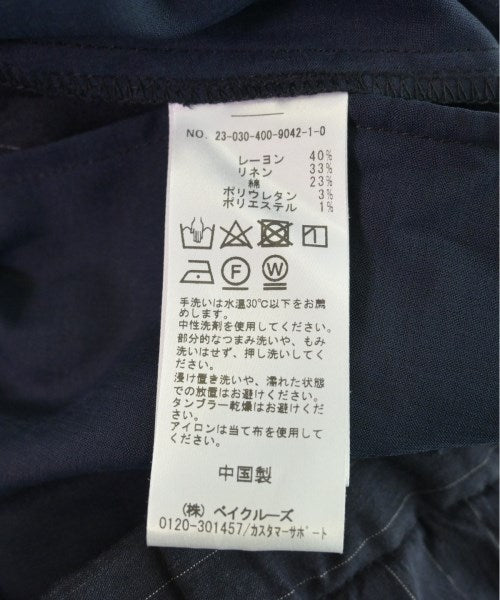 NO. 23-030-400-9042-1-0
レーヨン 40%
リネン 33%
綿 23%
ポリウレタン 3%
ポリエステル 1%
F W
手洗いは水温30℃以下をお薦
めします。
中性洗剤を使用してください。
部分的なつまみ洗いや、もみ
洗いはせず、押し洗いしてく
ださい。
浸け置き洗いや、濡れた状態
での放置はお避けください。
タンブラー乾燥はお避けください。
アイロンは当て布を使用して
ください。
中国製
(株) ベイクルーズ
0120-301457/カスタマーサポート